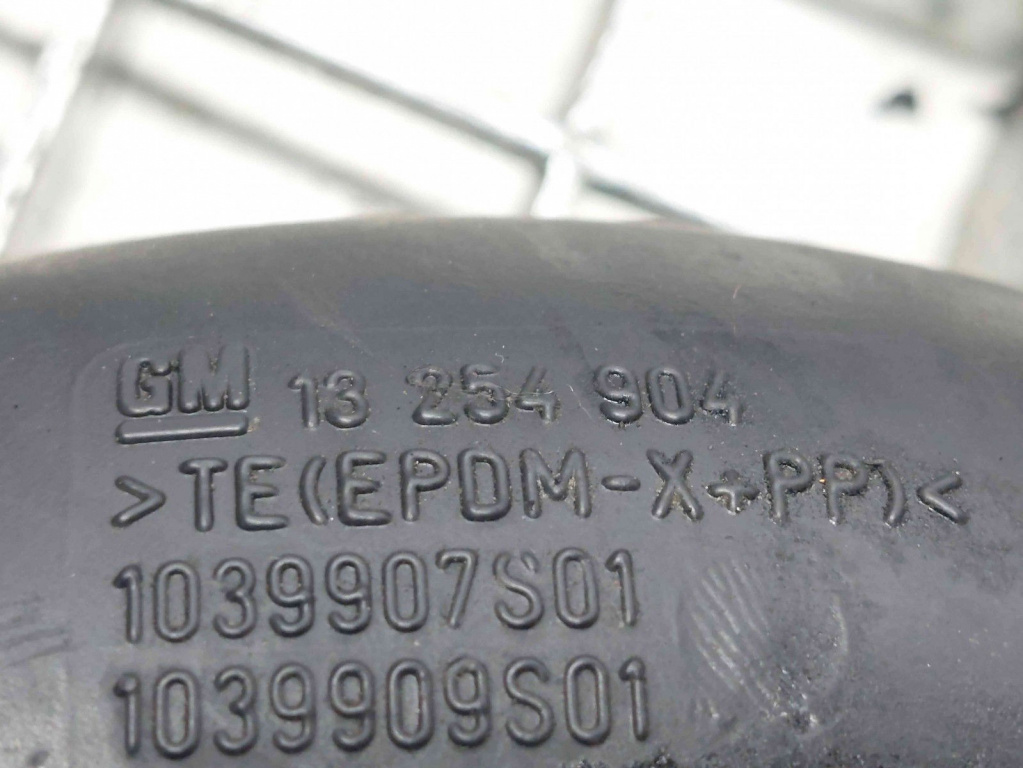 GM 13 254 904
>TE(EPDM-X+PP)<
1039907S01
1039909S01